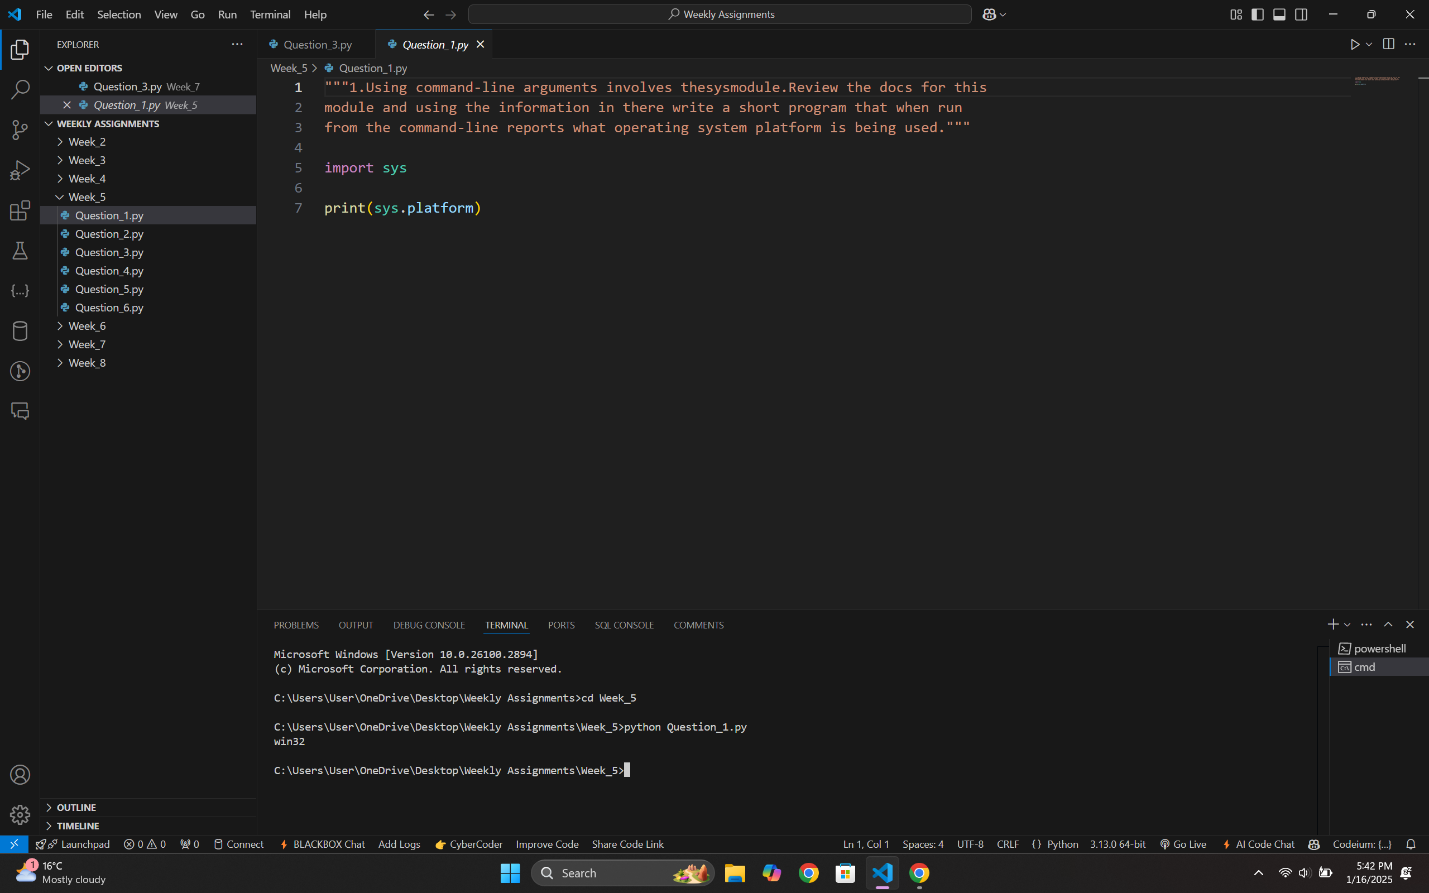 File Edit Selection View Go Run Terminal Help
Weekly Assignments
EXPLORER
OPEN EDITORS
Question_3.py Week_7
Question_1.py Week_5
WEEKLY ASSIGNMENTS
Week_2
Week_3
Week_4
Week_5
Question_1.py
Question_2.py
Question_3.py
Question_4.py
Question_5.py
Question_6.py
Week_6
Week_7
Week_8
OUTLINE
TIMELINE
Question_3.py
Question_1.py
Week_5 > Question_1.py
1 """1.Using command-line arguments involves thesysmodule.Review the docs for this
2 module and using the information in there write a short program that when run
3 from the command-line reports what operating system platform is being used."""
4
5 import sys
6
7 print(sys.platform)
PROBLEMS OUTPUT DEBUG CONSOLE TERMINAL PORTS SQL CONSOLE COMMENTS
Microsoft Windows [Version 10.0.26100.2894]
(c) Microsoft Corporation. All rights reserved.
C:\Users\User\OneDrive\Desktop\Weekly Assignments>cd Week_5
C:\Users\User\OneDrive\Desktop\Weekly Assignments\Week_5>python Question_1.py
win32
C:\Users\User\OneDrive\Desktop\Weekly Assignments\Week_5>
powershell
cmd
Launchpad 0 0 0 Connect BLACKBOX Chat Add Logs CyberCoder Improve Code Share Code Link Ln 1, Col 1 Spaces: 4 UTF-8 CRLF {} Python 3.13.0 64-bit Go Live AI Code Chat Codeium: {...}
1
16°C
Mostly cloudy
Search
5:42 PM
1/16/2025